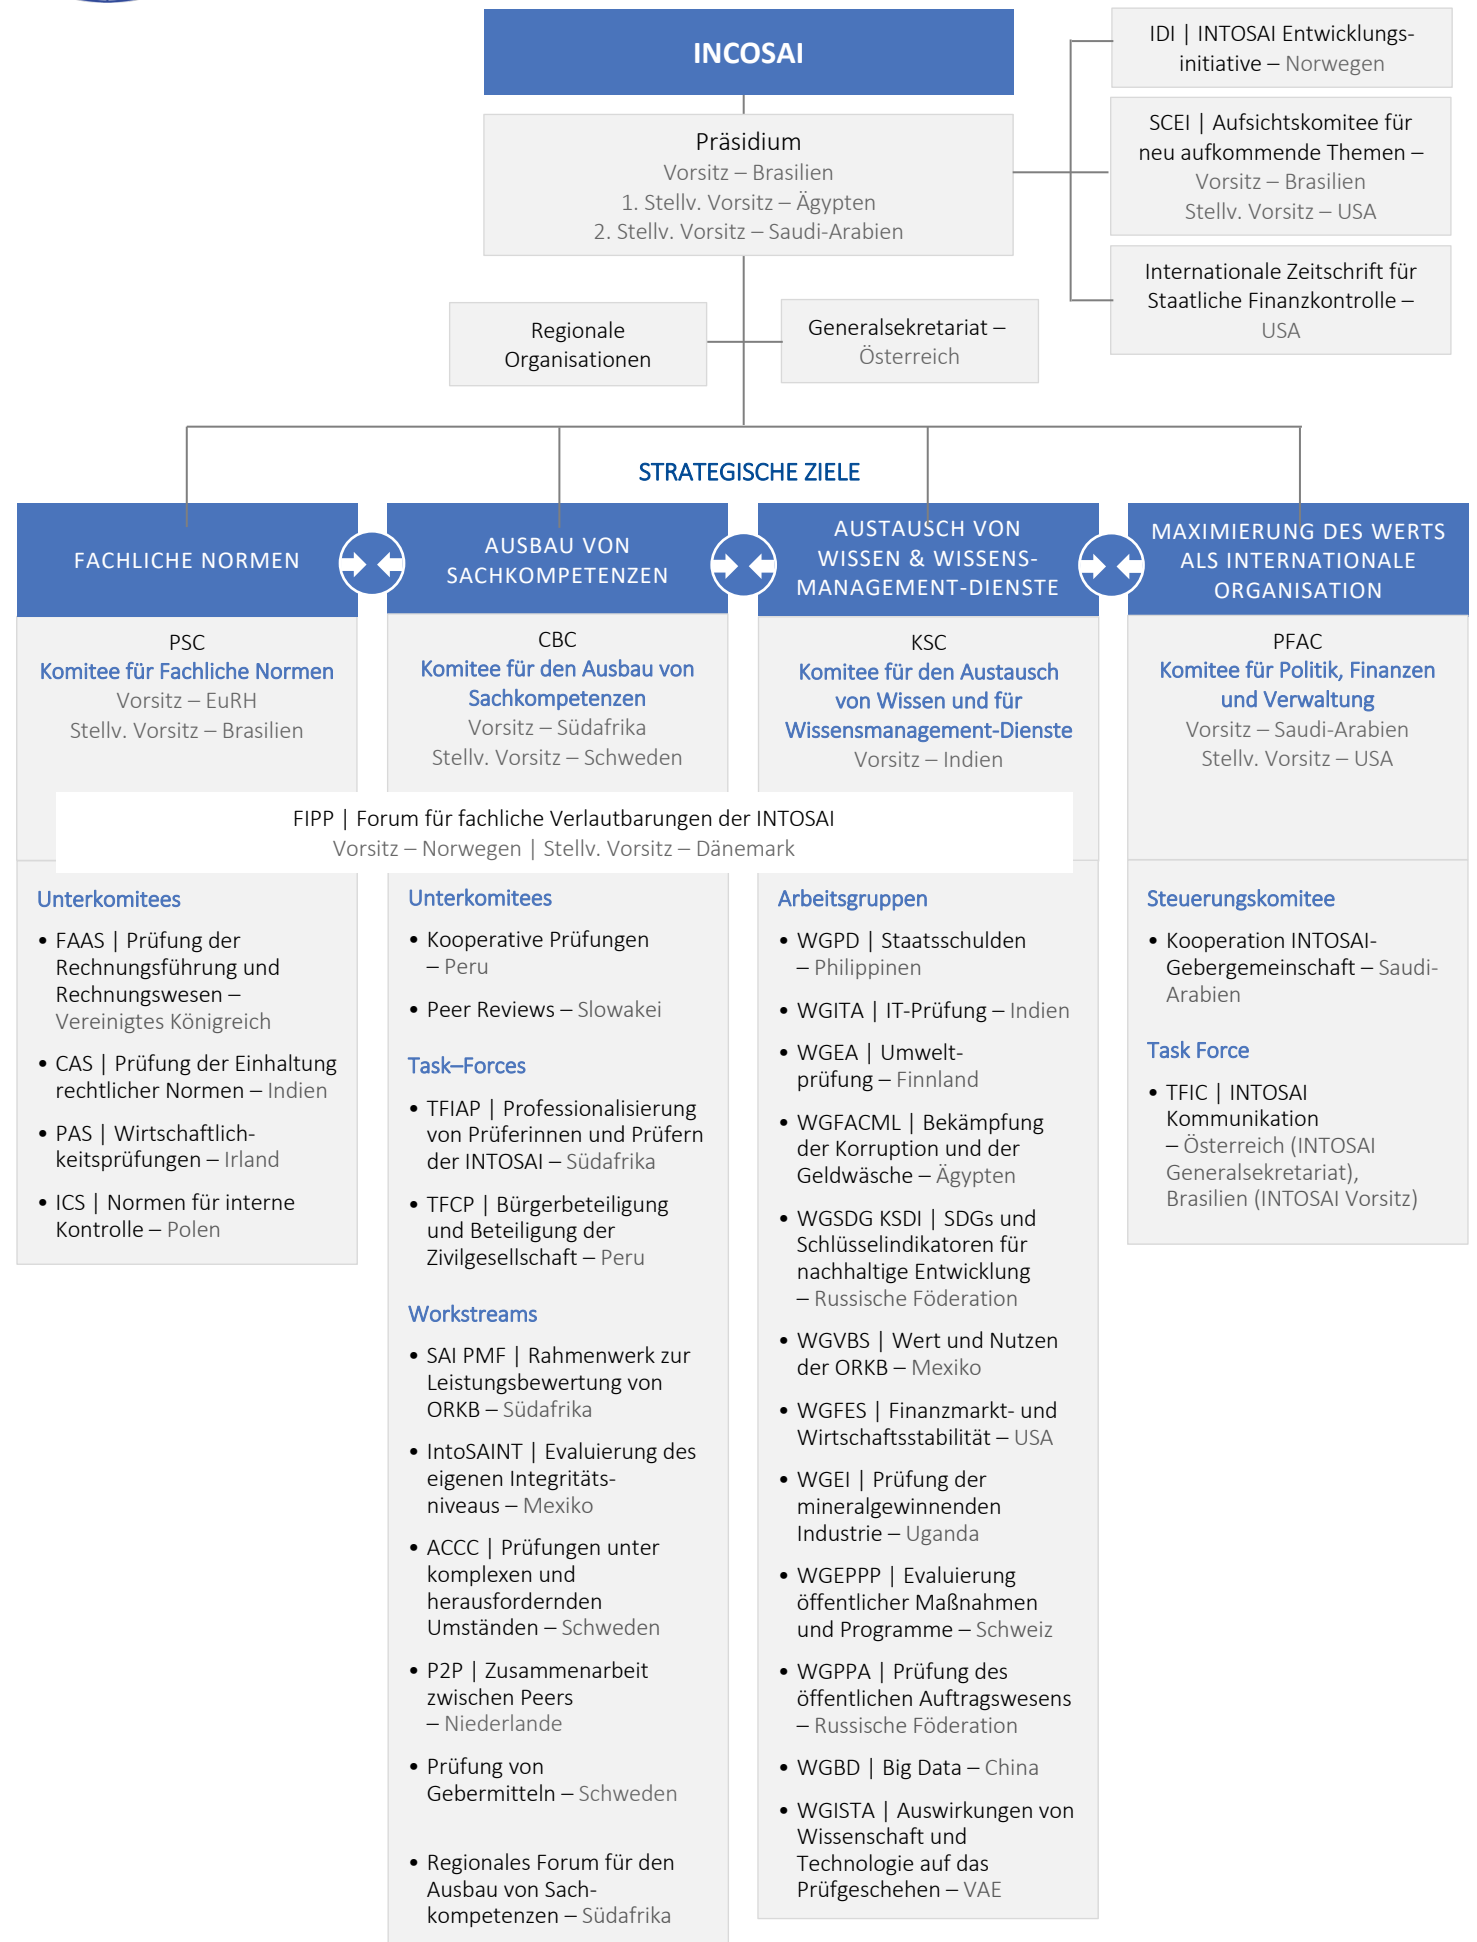 INCOSAI
Präsidium
Vorsitz – Brasilien
1. Stellv. Vorsitz – Ägypten
2. Stellv. Vorsitz – Saudi-Arabien
IDI | INTOSAI Entwicklungs-
initiative – Norwegen
SCEI | Aufsichtskomitee für
neu aufkommende Themen –
Vorsitz – Brasilien
Stellv. Vorsitz – USA
Internationale Zeitschrift für
Staatliche Finanzkontrolle –
USA
Regionale
Organisationen
Generalsekretariat –
Österreich
STRATEGISCHE ZIELE
FACHLICHE NORMEN
PSC
Komitee für Fachliche Normen
Vorsitz – EuRH
Stellv. Vorsitz – Brasilien
AUSBAU VON
SACHKOMPETENZEN
CBC
Komitee für den Ausbau von
Sachkompetenzen
Vorsitz – Südafrika
Stellv. Vorsitz – Schweden
AUSTAUSCH VON
WISSEN & WISSENS-
MANAGEMENT-DIENSTE
KSC
Komitee für den Austausch
von Wissen und für
Wissensmanagement-Dienste
Vorsitz – Indien
MAXIMIERUNG DES WERTS
ALS INTERNATIONALE
ORGANISATION
PFAC
Komitee für Politik, Finanzen
und Verwaltung
Vorsitz – Saudi-Arabien
Stellv. Vorsitz – USA
FIPP | Forum für fachliche Verlautbarungen der INTOSAI
Vorsitz – Norwegen | Stellv. Vorsitz – Dänemark
Unterkomitees
• FAAS | Prüfung der
Rechnungsführung und
Rechnungswesen –
Vereinigtes Königreich
• CAS | Prüfung der Einhaltung
rechtlicher Normen – Indien
• PAS | Wirtschaftlich-
keitsprüfungen – Irland
• ICS | Normen für interne
Kontrolle – Polen
Unterkomitees
• Kooperative Prüfungen
– Peru
• Peer Reviews – Slowakei
Task–Forces
• TFIAP | Professionalisierung
von Prüferinnen und Prüfern
der INTOSAI – Südafrika
• TFCP | Bürgerbeteiligung
und Beteiligung der
Zivilgesellschaft – Peru
Workstreams
• SAI PMF | Rahmenwerk zur
Leistungsbewertung von
ORKB – Südafrika
• IntoSAINT | Evaluierung des
eigenen Integritäts-
niveaus – Mexiko
• ACCC | Prüfungen unter
komplexen und
herausfordernden
Umständen – Schweden
• P2P | Zusammenarbeit
zwischen Peers
– Niederlande
• Prüfung von
Gebermitteln – Schweden
• Regionales Forum für den
Ausbau von Sach-
kompetenzen – Südafrika
Arbeitsgruppen
• WGPD | Staatsschulden
– Philippinen
• WGITA | IT-Prüfung – Indien
• WGEA | Umwelt-
prüfung – Finnland
• WGFACML | Bekämpfung
der Korruption und der
Geldwäsche – Ägypten
• WGSDG KSDI | SDGs und
Schlüsselindikatoren für
nachhaltige Entwicklung
– Russische Föderation
• WGVBS | Wert und Nutzen
der ORKB – Mexiko
• WGFES | Finanzmarkt- und
Wirtschaftsstabilität – USA
• WGEI | Prüfung der
mineralgewinnenden
Industrie – Uganda
• WGEPPP | Evaluierung
öffentlicher Maßnahmen
und Programme – Schweiz
• WGPPA | Prüfung des
öffentlichen Auftragswesens
– Russische Föderation
• WGBD | Big Data – China
• WGISTA | Auswirkungen von
Wissenschaft und
Technologie auf das
Prüfgeschehen – VAE
Steuerungskomitee
• Kooperation INTOSAI-
Gebergemeinschaft – Saudi-
Arabien
Task Force
• TFIC | INTOSAI
Kommunikation
– Österreich (INTOSAI
Generalsekretariat),
Brasilien (INTOSAI Vorsitz)